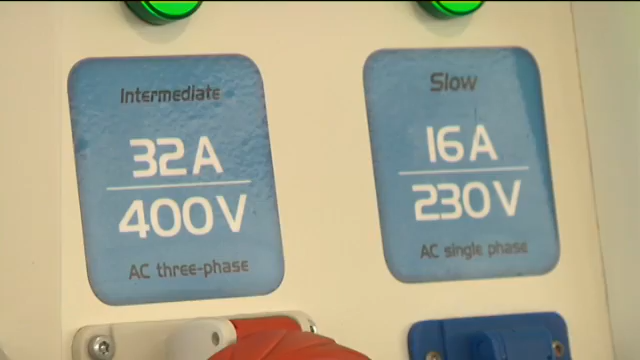 Intermediate
32A
400V
AC three-phase
Slow
16A
230V
AC single phase